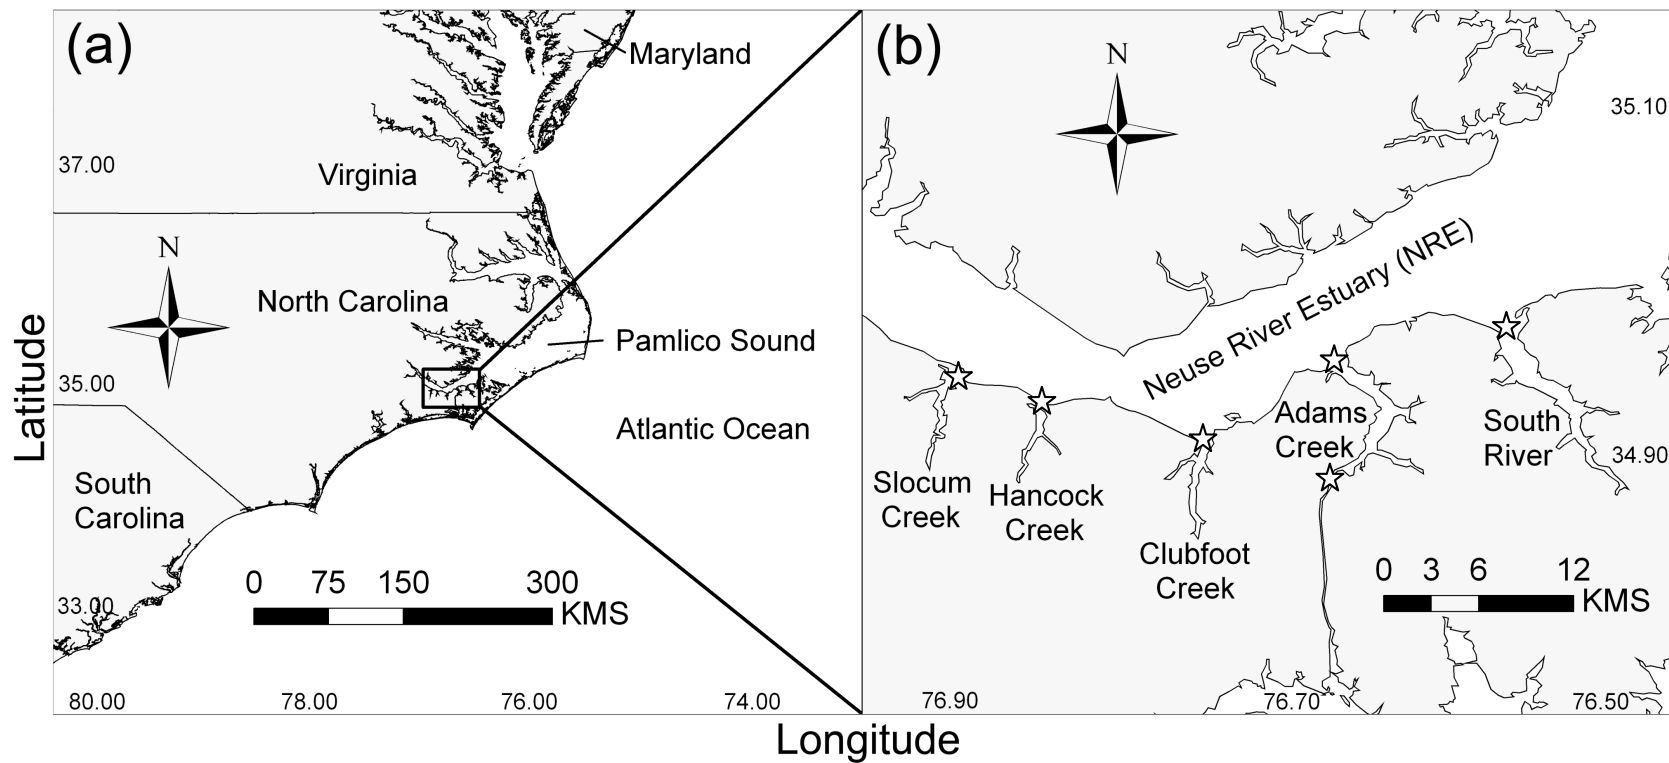 (a)
Maryland
37.00
Virginia
N
North Carolina
Pamlico Sound
35.00
Atlantic Ocean
South
Carolina
0 75 150 300
KMS
33.00
80.00 78.00 76.00 74.00
Latitude
Longitude
(b)
N
35.10
Neuse River Estuary (NRE)
Adams
Creek
South
River
34.90
Slocum
Creek
Hancock
Creek
Clubfoot
Creek
0 3 6 12
KMS
76.90 76.70 76.50